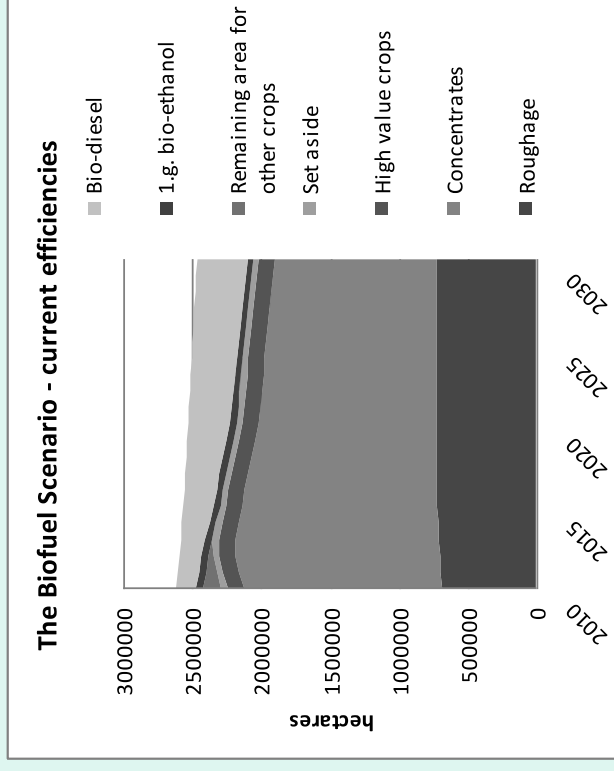 The Biofuel Scenario - current efficiencies
3000000
2500000
2000000
1500000
1000000
500000
0
hectares
2010
2015
2020
2025
2030
Bio-diesel
1.g. bio-ethanol
Remaining area for
other crops
Set aside
High value crops
Concentrates
Roughage